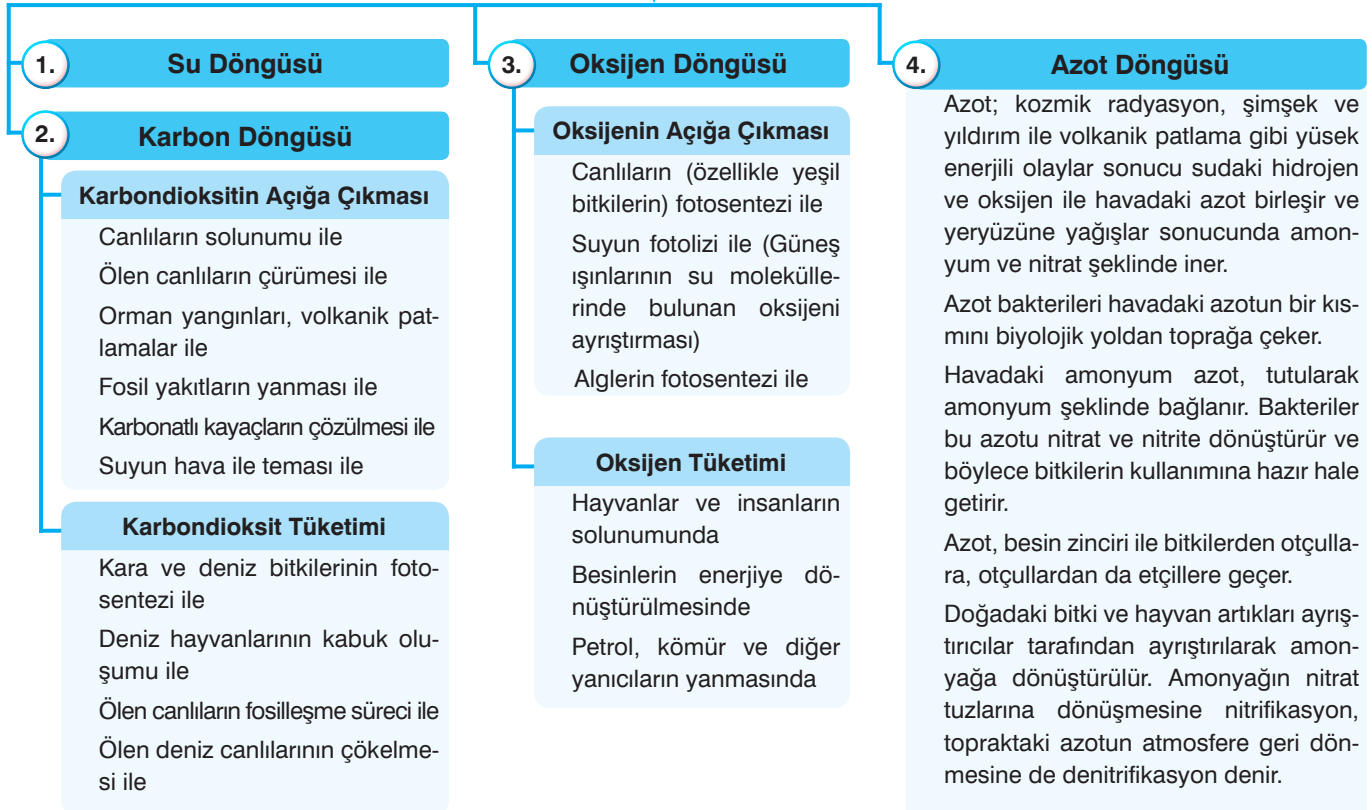 1.
Su Döngüsü
2.
Karbon Döngüsü
Karbondioksitin Açığa Çıkması
Canlıların solunumu ile
Ölen canlıların çürümesi ile
Orman yangınları, volkanik pat-
lamalar ile
Fosil yakıtların yanması ile
Karbonatlı kayaçların çözülmesi ile
Suyun hava ile teması ile
Karbondioksit Tüketimi
Kara ve deniz bitkilerinin foto-
sentezi ile
Deniz hayvanlarının kabuk olu-
şumu ile
Ölen canlıların fosilleşme süreci ile
Ölen deniz canlılarının çökelme-
si ile
3.
Oksijen Döngüsü
Oksijenin Açığa Çıkması
Canlıların (özellikle yeşil
bitkilerin) fotosentezi ile
Suyun fotolizi ile (Güneş
ışınlarının su molekülle-
rinde bulunan oksijeni
ayrıştırması)
Alglerin fotosentezi ile
Oksijen Tüketimi
Hayvanlar ve insanların
solunumunda
Besinlerin enerjiye dö-
nüştürülmesinde
Petrol, kömür ve diğer
yanıcıların yanmasında
4.
Azot Döngüsü
Azot; kozmik radyasyon, şimşek ve
yıldırım ile volkanik patlama gibi yüsek
enerjili olaylar sonucu sudaki hidrojen
ve oksijen ile havadaki azot birleşir ve
yeryüzüne yağışlar sonucunda amon-
yum ve nitrat şeklinde iner.
Azot bakterileri havadaki azotun bir kıs-
mını biyolojik yoldan toprağa çeker.
Havadaki amonyum azot, tutularak
amonyum şeklinde bağlanır. Bakteriler
bu azotu nitrat ve nitrite dönüştürür ve
böylece bitkilerin kullanımına hazır hale
getirir.
Azot, besin zinciri ile bitkilerden otçulla-
ra, otçullardan da etçillere geçer.
Doğadaki bitki ve hayvan artıkları ayrış-
tırıcılar tarafından ayrıştırılarak amon-
yağa dönüştürülür. Amonyağın nitrat
tuzlarına dönüşmesine nitrifikasyon,
topraktaki azotun atmosfere geri dön-
mesine de denitrifikasyon denir.